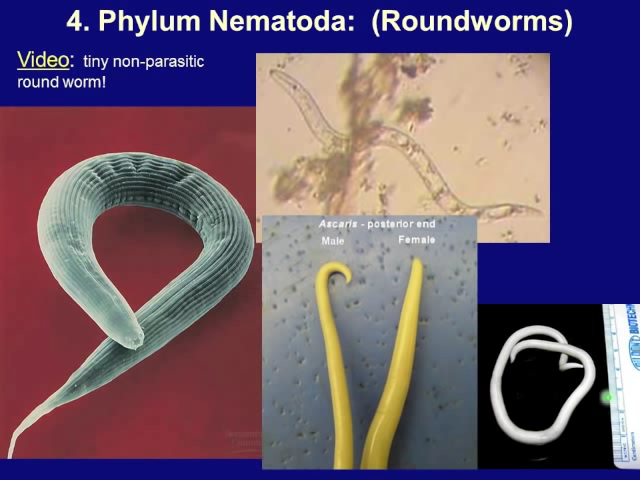 4. Phylum Nematoda: (Roundworms)
Video: tiny non-parasitic
round worm!
Ascaris - posterior end
Male Female